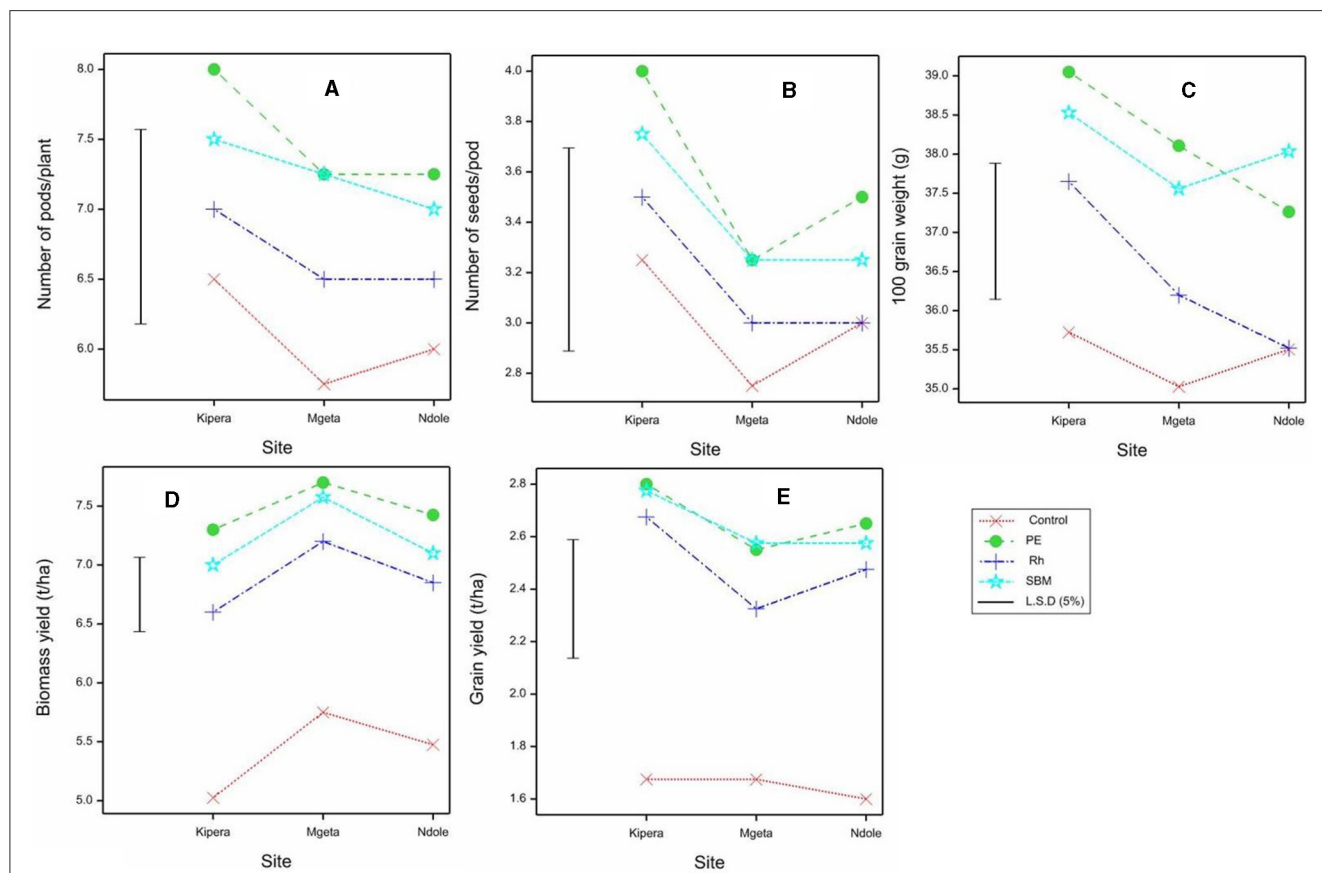 A
Number of pods/plant
8.0
7.5
7.0
6.5
6.0
Kipera Mgeta Ndole
Site
B
Number of seeds/pod
4.0
3.8
3.6
3.4
3.2
3.0
2.8
Kipera Mgeta Ndole
Site
C
100 grain weight (g)
39.0
38.5
38.0
37.5
37.0
36.5
36.0
35.5
35.0
Kipera Mgeta Ndole
Site
D
Biomass yield (t/ha)
7.5
7.0
6.5
6.0
5.5
5.0
Kipera Mgeta Ndole
Site
E
Grain yield (t/ha)
2.8
2.6
2.4
2.2
2.0
1.8
1.6
Kipera Mgeta Ndole
Site
Control
PE
Rh
SBM
L.S.D (5%)